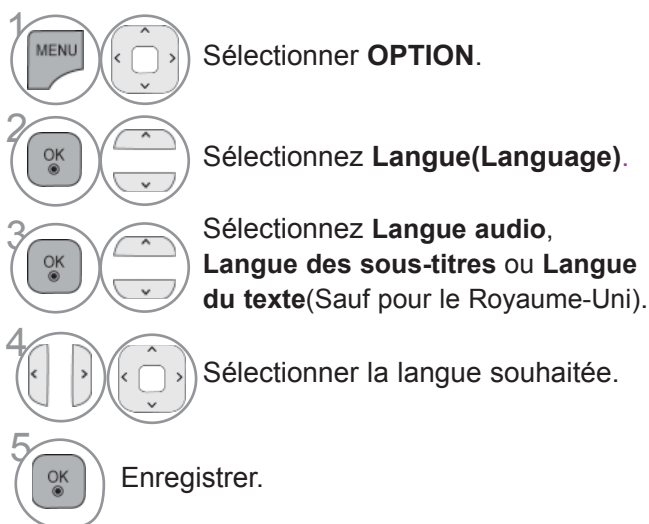 1
MENU
Sélectionner OPTION.
2
OK
Sélectionnez Langue(Language).
3
OK
Sélectionnez Langue audio,
Langue des sous-titres ou Langue
du texte(Sauf pour le Royaume-Uni).
4
Sélectionner la langue souhaitée.
5
OK
Enregistrer.